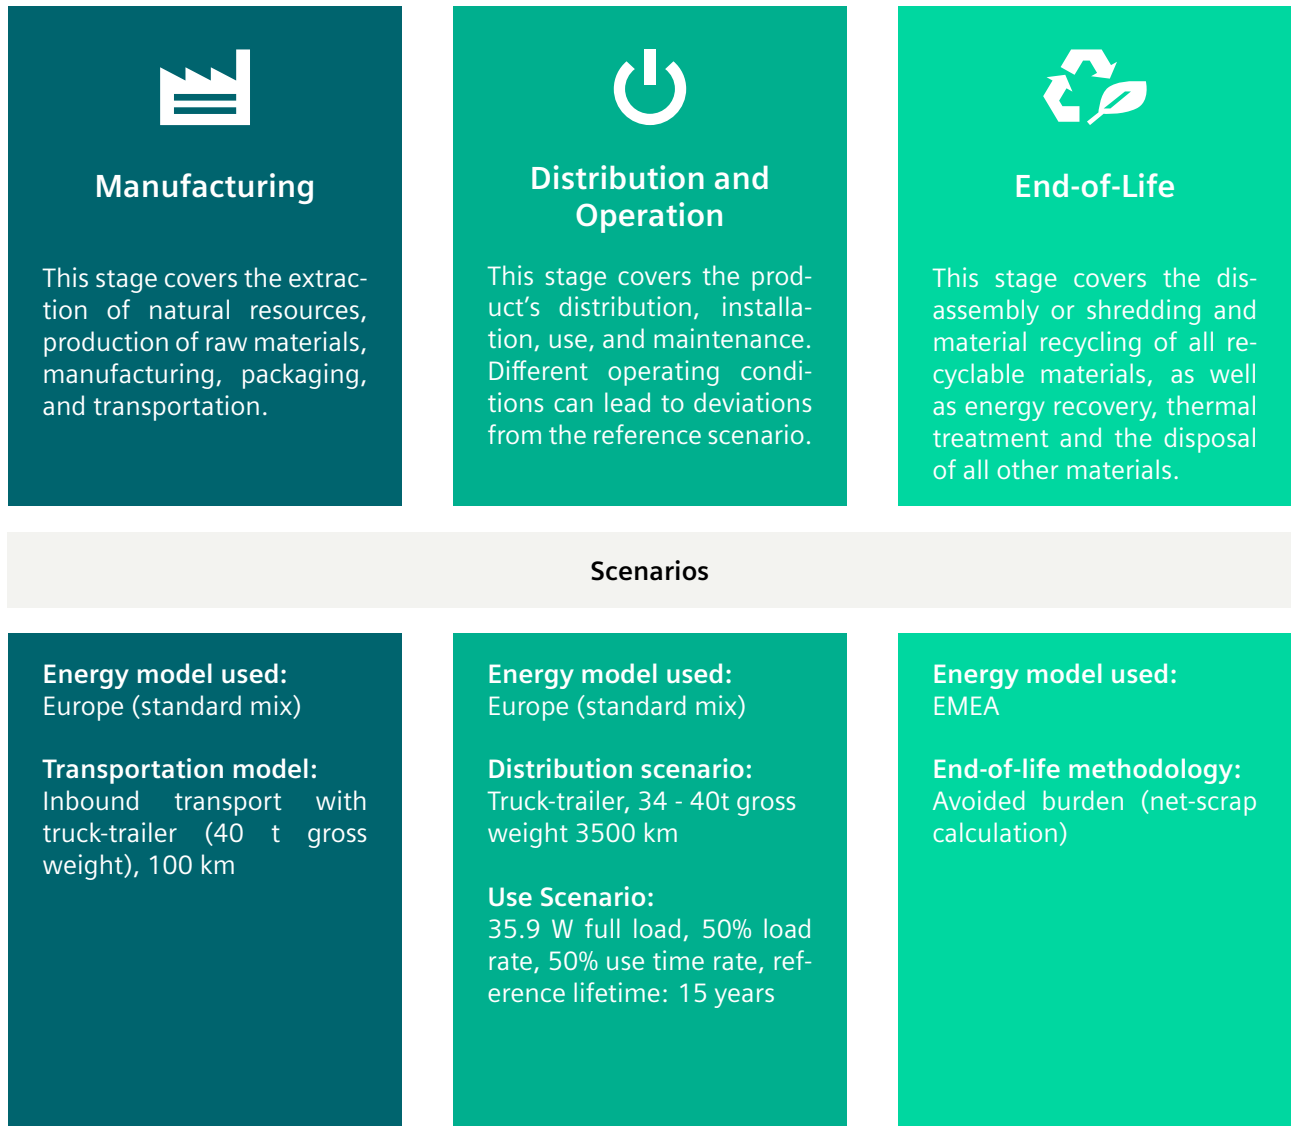 Manufacturing
This stage covers the extrac-
tion of natural resources,
production of raw materials,
manufacturing, packaging,
and transportation.
Distribution and
Operation
This stage covers the prod-
uct's distribution, installa-
tion, use, and maintenance.
Different operating condi-
tions can lead to deviations
from the reference scenario.
End-of-Life
This stage covers the dis-
assembly or shredding and
material recycling of all re-
cyclable materials, as well
as energy recovery, thermal
treatment and the disposal
of all other materials.
Scenarios
Energy model used:
Europe (standard mix)
Transportation model:
Inbound transport with
truck-trailer (40 t gross
weight), 100 km
Energy model used:
Europe (standard mix)
Distribution scenario:
Truck-trailer, 34 - 40t gross
weight 3500 km
Use Scenario:
35.9 W full load, 50% load
rate, 50% use time rate, ref-
erence lifetime: 15 years
Energy model used:
EMEA
End-of-life methodology:
Avoided burden (net-scrap
calculation)